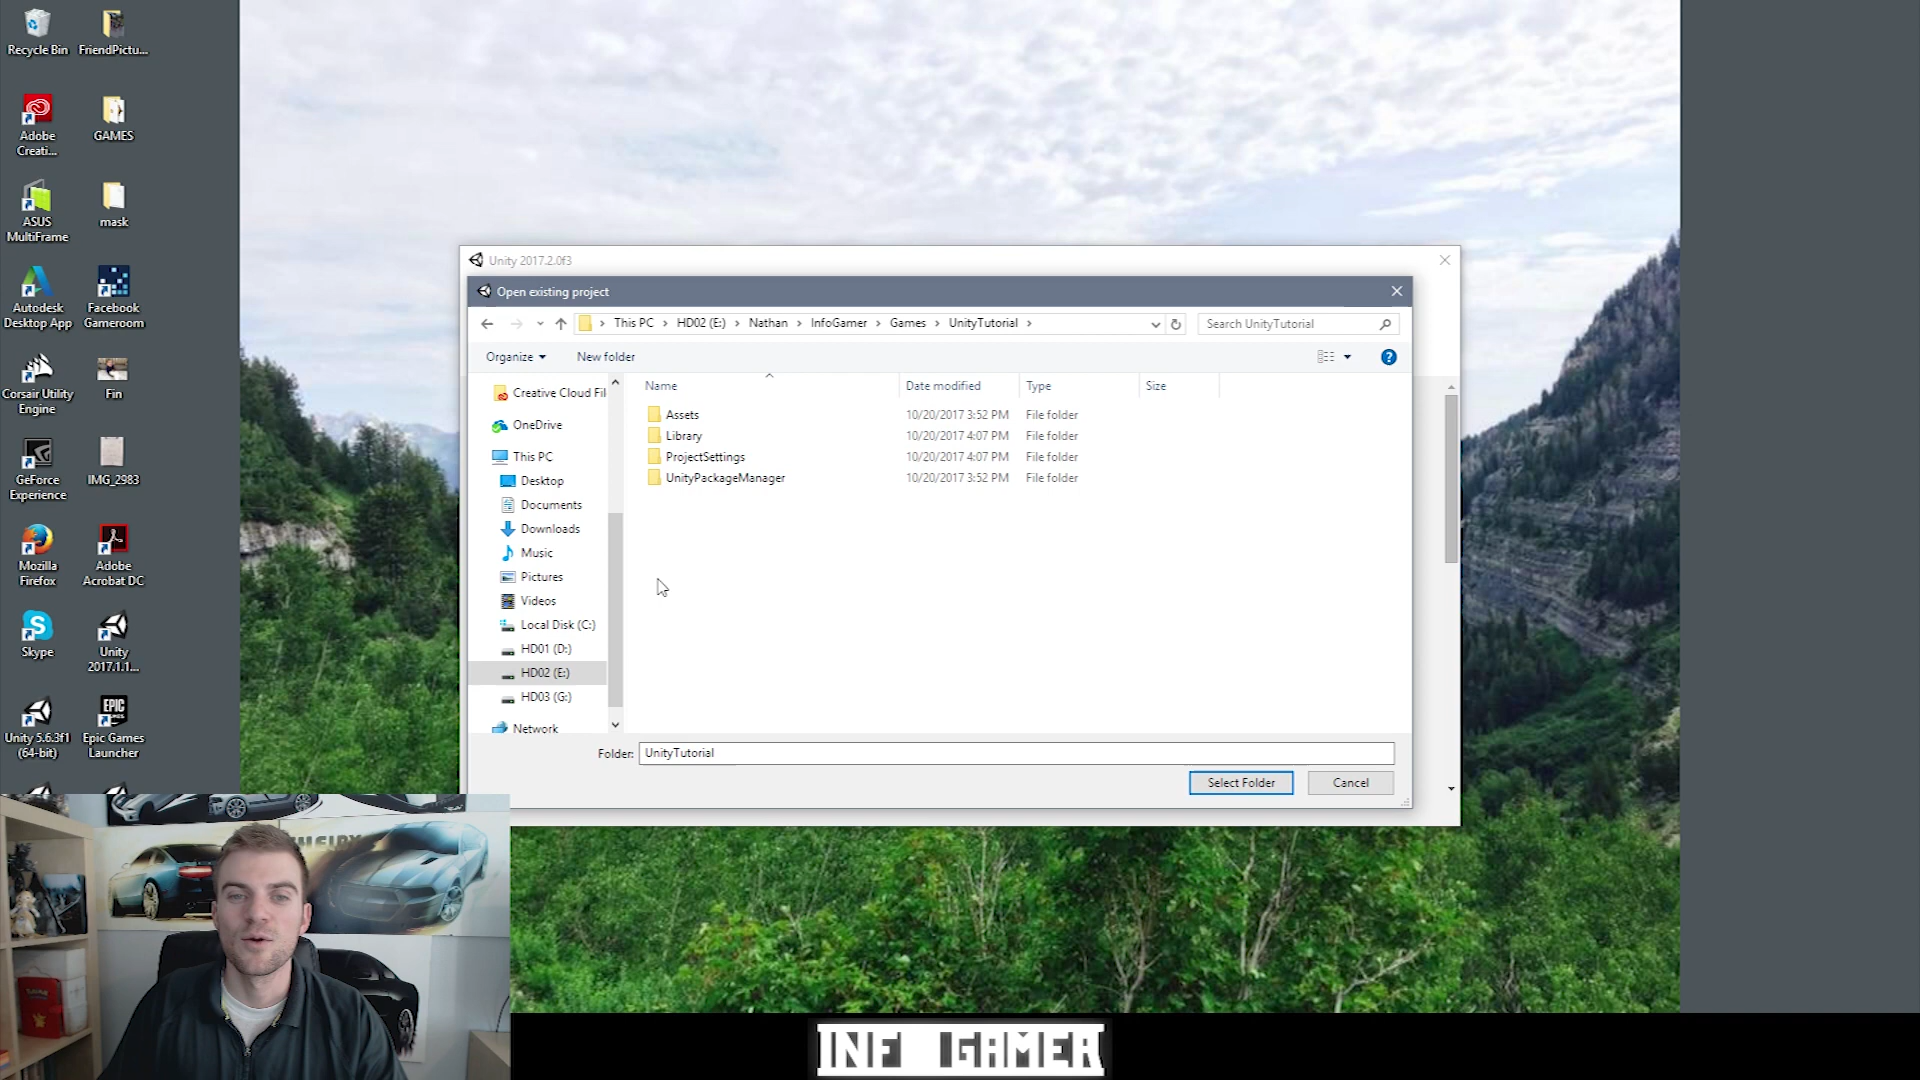 Recycle Bin
FriendPictu...
Adobe
Creati...
GAMES
ASUS
MultiFrame
mask
Autodesk
Desktop App
Facebook
Gameroom
Corsair Utility
Engine
Fin
GeForce
Experience
IMG_2983
Mozilla
Firefox
Adobe
Acrobat DC
Skype
Unity
2017.1.1...
Unity 5.6.3f1
(64-bit)
Epic Games
Launcher
EPIC
Unity 2017.2.0f3
Open existing project
This PC > HD02 (E:) > Nathan > InfoGamer > Games > UnityTutorial >
Search UnityTutorial
Organize
New folder
Creative Cloud Fil
OneDrive
This PC
Desktop
Documents
Downloads
Music
Pictures
Videos
Local Disk (C:)
HD01 (D:)
HD02 (E:)
HD03 (G:)
Network
Name Date modified Type Size
Assets 10/20/2017 3:52 PM File folder
Library 10/20/2017 4:07 PM File folder
ProjectSettings 10/20/2017 4:07 PM File folder
UnityPackageManager 10/20/2017 3:52 PM File folder
Folder: UnityTutorial
Select Folder
Cancel
INF GAMER